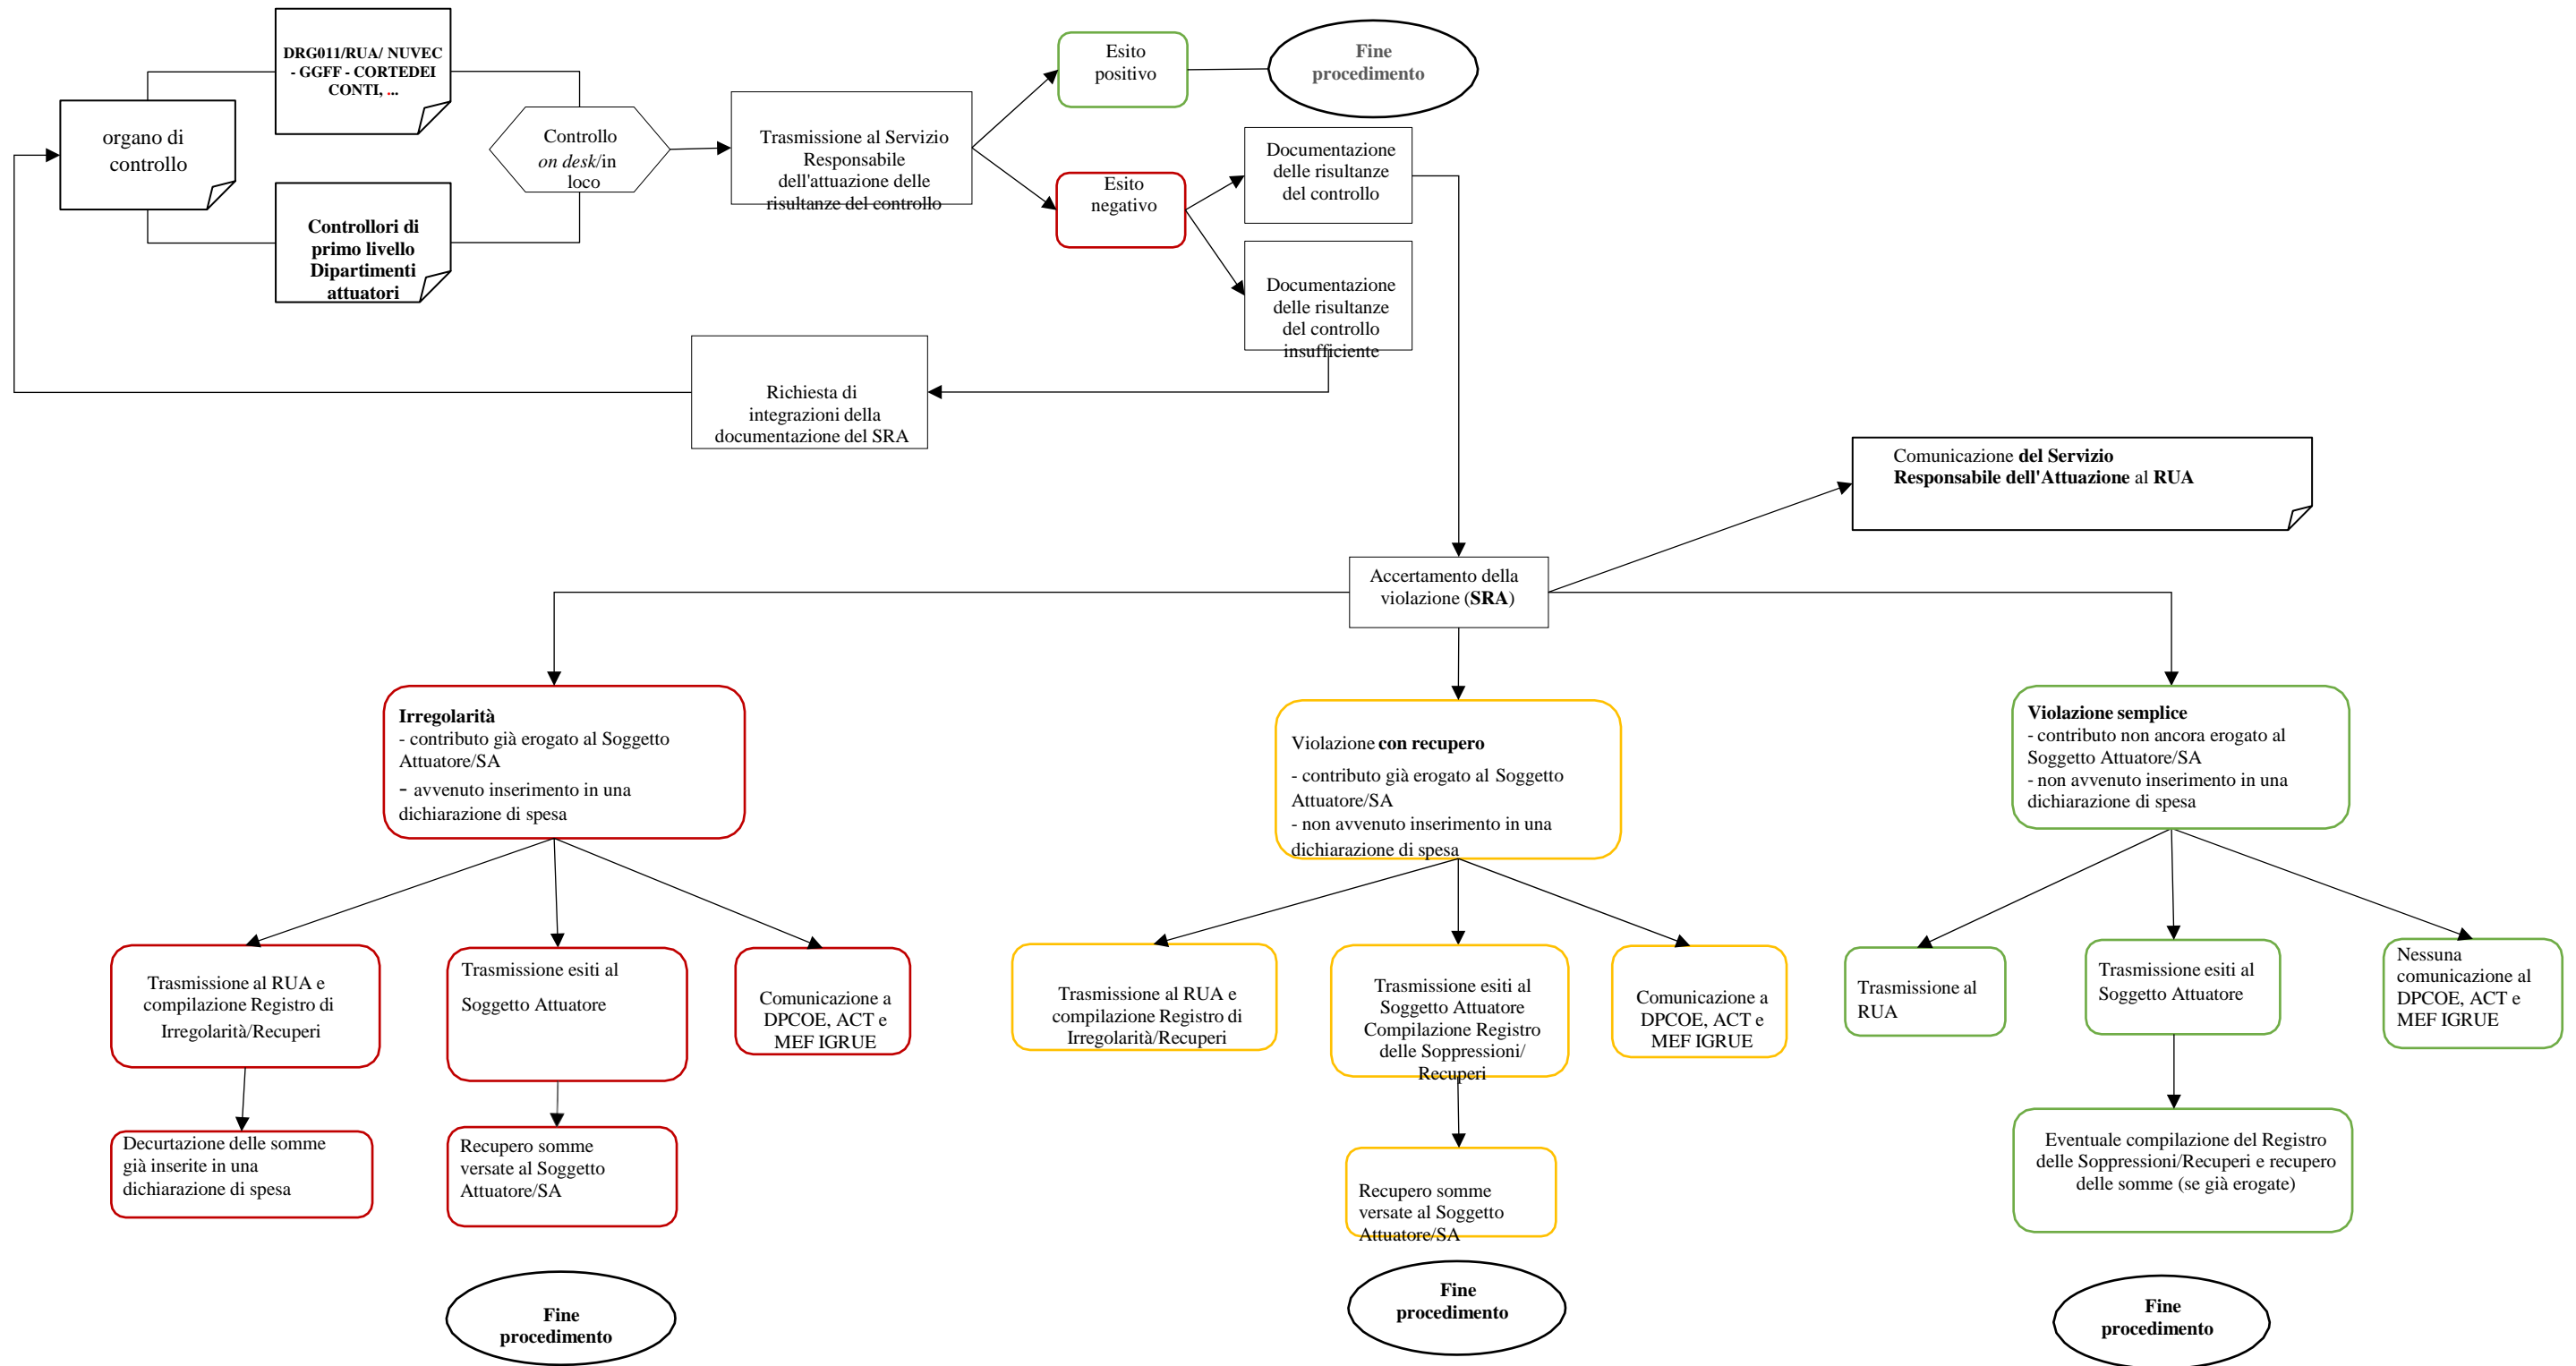 DRG011/RUA/ NUVEC
- GGFF - CORTEDEI
CONTI, ...
organo di
controllo
Controllori di
primo livello
Dipartimenti
attuatori
Controllo
on desk/in
loco
Trasmissione al Servizio
Responsabile
dell'attuazione delle
risultanze del controllo
Esito
positivo
Fine
procedimento
Esito
negativo
Documentazione
delle risultanze
del controllo
Documentazione
delle risultanze
del controllo
insufficiente
Richiesta di
integrazioni della
documentazione del SRA
Comunicazione del Servizio
Responsabile dell'Attuazione al RUA
Accertamento della
violazione (SRA)
Irregolarità
- contributo già erogato al Soggetto
Attuatore/SA
- avvenuto inserimento in una
dichiarazione di spesa
Violazione con recupero
- contributo già erogato al Soggetto
Attuatore/SA
- non avvenuto inserimento in una
dichiarazione di spesa
Violazione semplice
- contributo non ancora erogato al
Soggetto Attuatore/SA
- non avvenuto inserimento in una
dichiarazione di spesa
Trasmissione al RUA e
compilazione Registro di
Irregolarità/Recuperi
Trasmissione esiti al
Soggetto Attuatore
Comunicazione a
DPCOE, ACT e
MEF IGRUE
Trasmissione al RUA e
compilazione Registro di
Irregolarità/Recuperi
Trasmissione esiti al
Soggetto Attuatore
Compilazione Registro
delle Soppressioni/
Recuperi
Comunicazione a
DPCOE, ACT e
MEF IGRUE
Trasmissione al
RUA
Trasmissione esiti al
Soggetto Attuatore
Nessuna
comunicazione al
DPCOE, ACT e
MEF IGRUE
Decurtazione delle somme
già inserite in una
dichiarazione di spesa
Recupero somme
versate al Soggetto
Attuatore/SA
Recupero somme
versate al Soggetto
Attuatore/SA
Eventuale compilazione del Registro
delle Soppressioni/Recuperi e recupero
delle somme (se già erogate)
Fine
procedimento
Fine
procedimento
Fine
procedimento